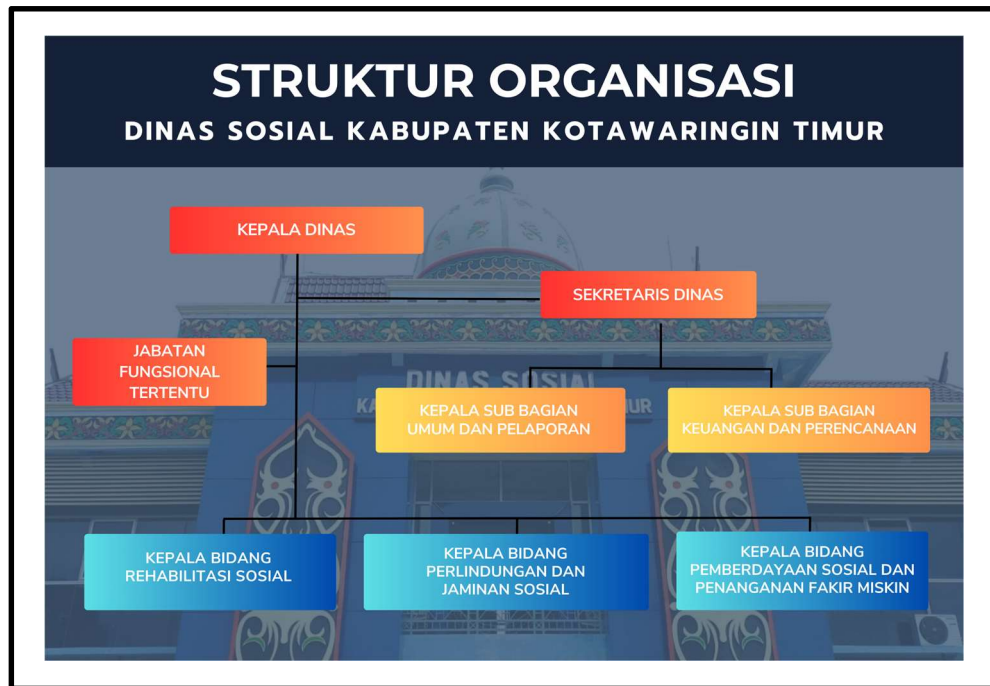 STRUKTUR ORGANISASI
DINAS SOSIAL KABUPATEN KOTAWARINGIN TIMUR
KEPALA DINAS
SEKRETARIS DINAS
JABATAN
FUNGSIONAL
TERTENTU
DINAS SOSIAL
KEPALA SUB BAGIAN
UMUM DAN PELAPORAN
KEPALA SUB BAGIAN
KEUANGAN DAN PERENCANAAN
KEPALA BIDANG
REHABILITASI SOSIAL
KEPALA BIDANG
PERLINDUNGAN DAN
JAMINAN SOSIAL
KEPALA BIDANG
PEMBERDAYAAN SOSIAL DAN
PENANGANAN FAKIR MISKIN